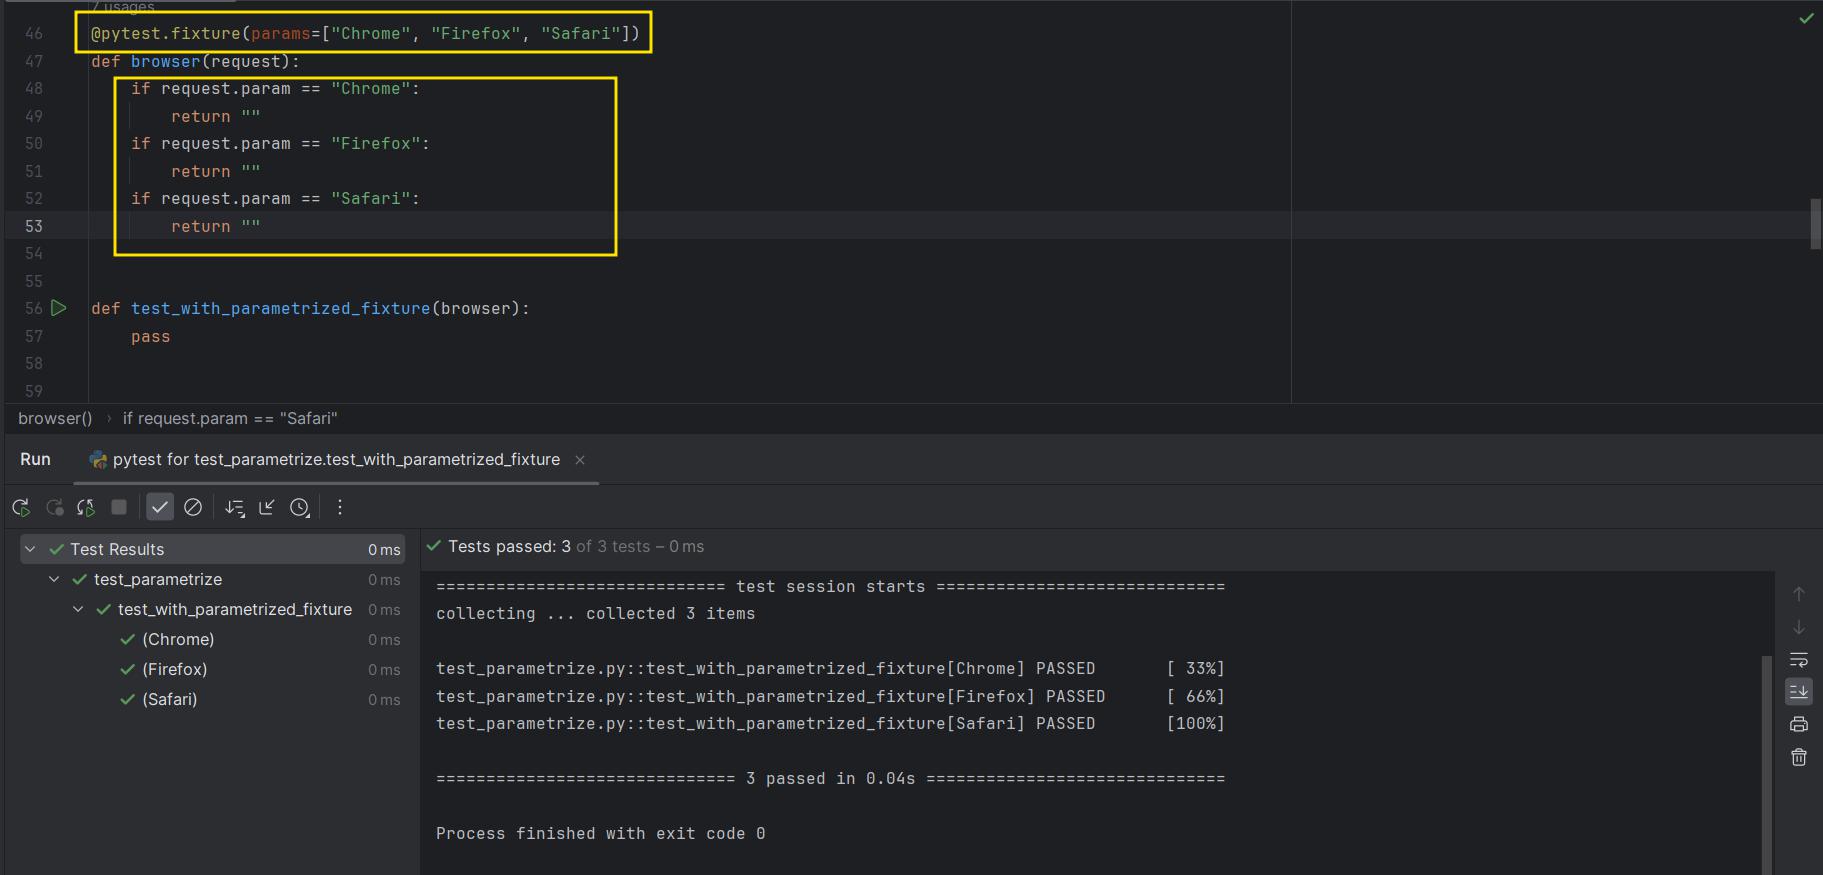 7 usages
46 @pytest.fixture(params=["Chrome", "Firefox", "Safari"])
47 def browser(request):
48 if request.param == "Chrome":
49 return ""
50 if request.param == "Firefox":
51 return ""
52 if request.param == "Safari":
53 return ""
54
55
56 def test_with_parametrized_fixture(browser):
57 pass
58
59
browser() › if request.param == "Safari"
Run pytest for test_parametrize.test_with_parametrized_fixture ×
Test Results 0 ms
test_parametrize 0 ms
test_with_parametrized_fixture 0 ms
(Chrome) 0 ms
(Firefox) 0 ms
(Safari) 0 ms
Tests passed: 3 of 3 tests – 0 ms
============================= test session starts =============================
collecting ... collected 3 items
test_parametrize.py::test_with_parametrized_fixture[Chrome] PASSED [ 33%]
test_parametrize.py::test_with_parametrized_fixture[Firefox] PASSED [ 66%]
test_parametrize.py::test_with_parametrized_fixture[Safari] PASSED [100%]
============================== 3 passed in 0.04s ==============================
Process finished with exit code 0